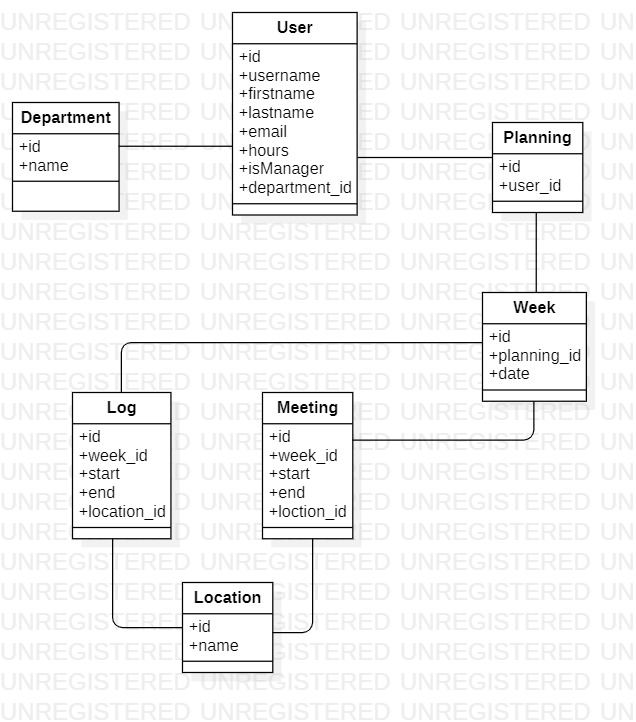 User
+id
+username
+firstname
+lastname
+email
+hours
+isManager
+department_id
Department
+id
+name
Planning
+id
+user_id
Week
+id
+planning_id
+date
Log
+id
+week_id
+start
+end
+location_id
Meeting
+id
+week_id
+start
+end
+loction_id
Location
+id
+name
UNREGISTERED